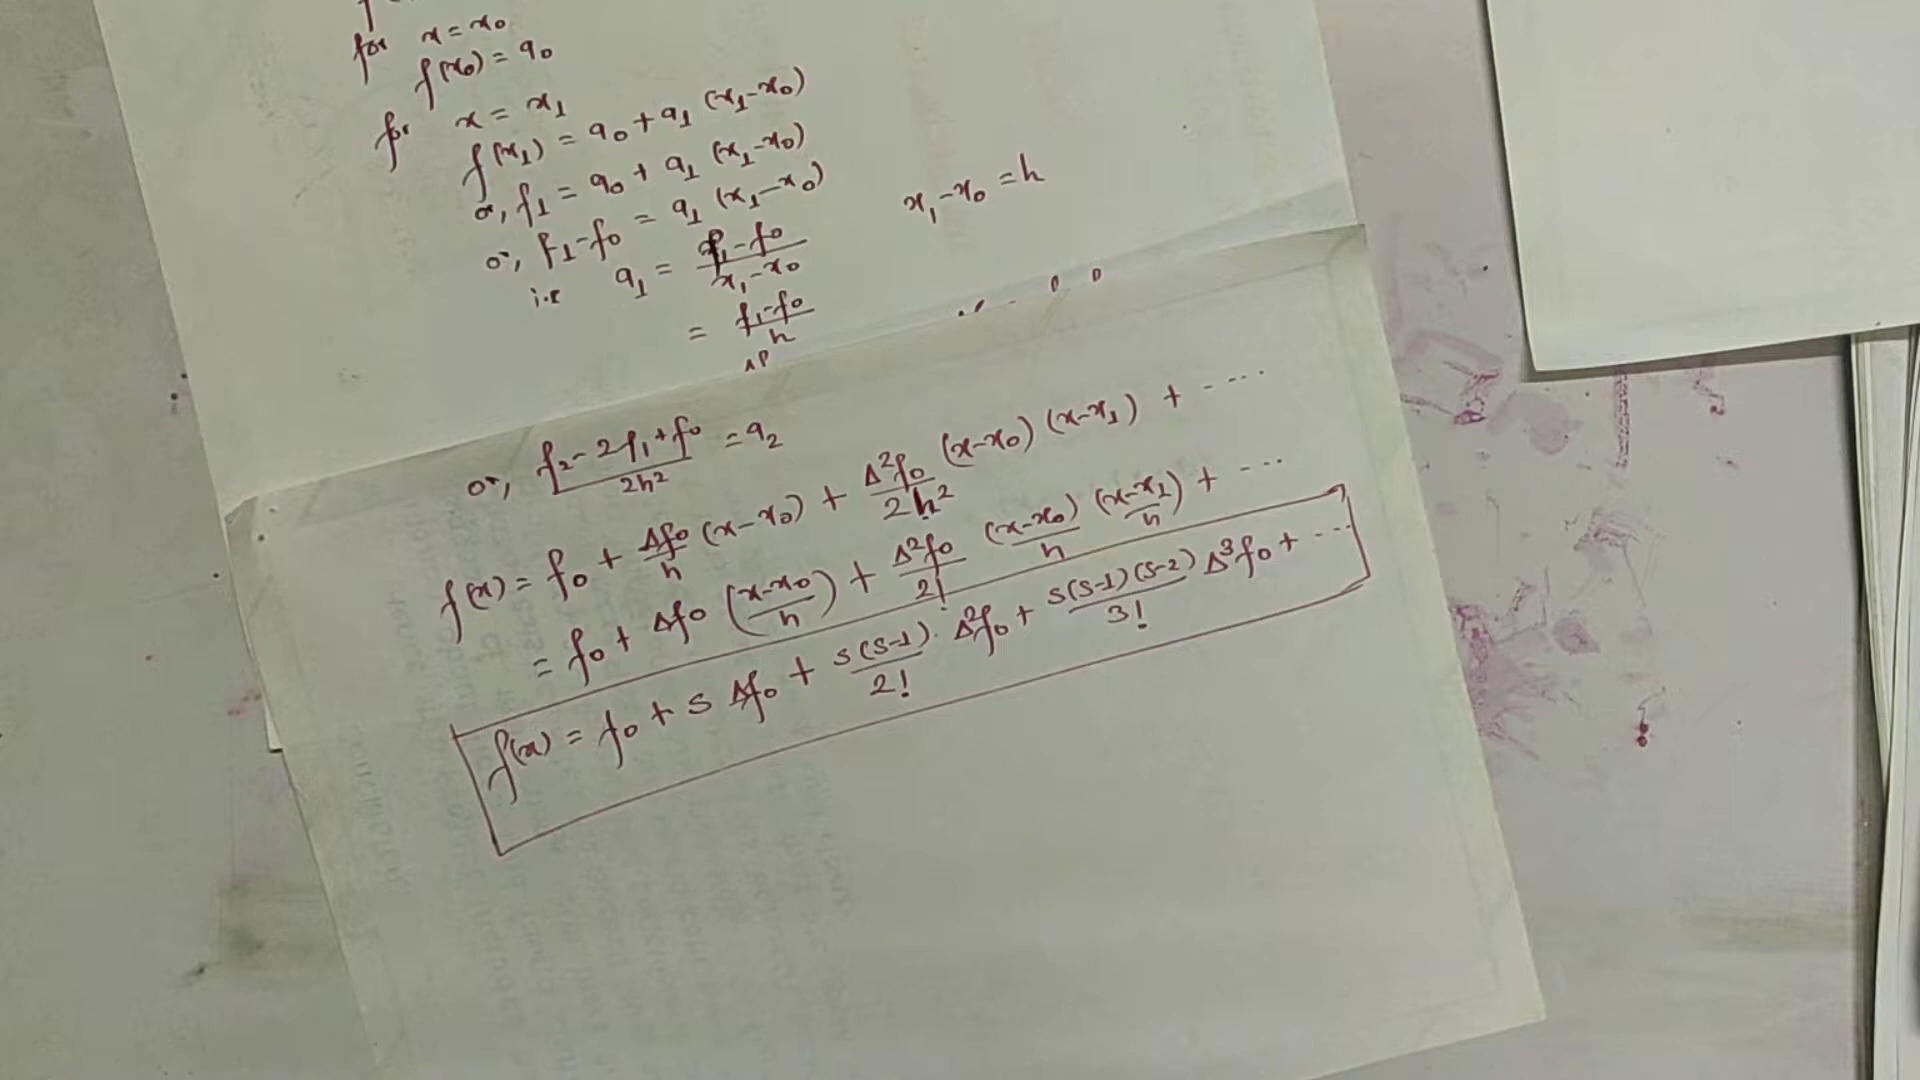 for x = x₀
f(x₀) = a₀
for x = x₁
f(x₁) = a₀ + a₁ (x₁-x₀)
or, f₁ = a₀ + a₁ (x₁-x₀)
or, f₁-f₀ = a₁ (x₁-x₀)
x₁-x₀ = h
i.e a₁ = (f₁-f₀)/(x₁-x₀)
= (f₁-f₀)/h
or, (f₂-2f₁+f₀)/2h² = a₂
f(x) = f₀ + Δf₀/h (x-x₀) + Δ²f₀/2h² (x-x₀) (x-x₁) + ....
= f₀ + Δf₀ ((x-x₀)/h) + Δ²f₀/2! (x-x₀)/h (x-x₁)/h + ...
f(x) = f₀ + s Δf₀ + s(s-1)/2! . Δ²f₀ + s(s-1)(s-2)/3! Δ³f₀ + ...